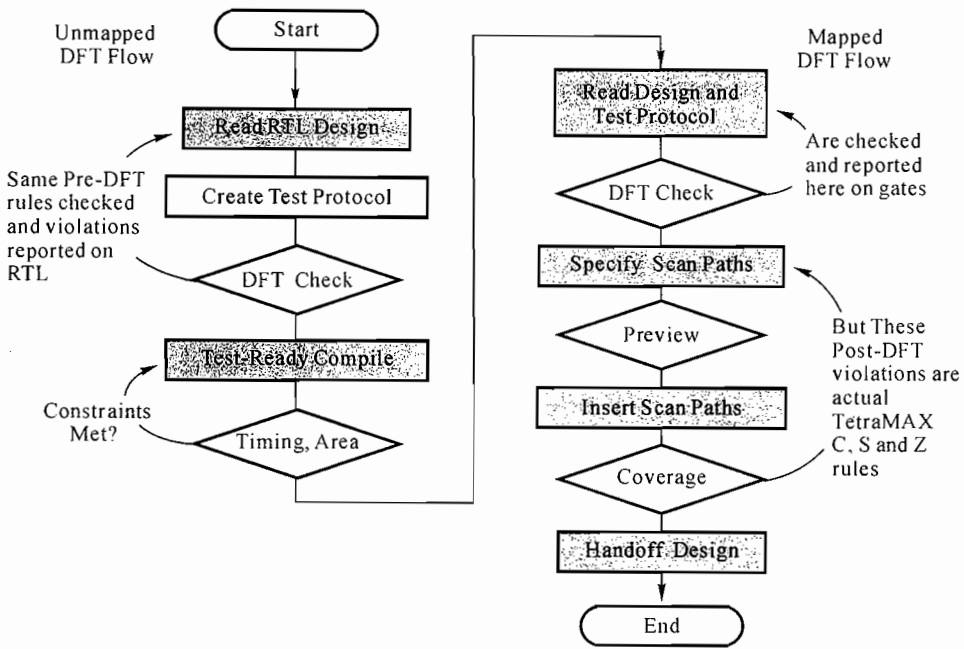 Unmapped
DFT Flow
Start
Read RTL Design
Same Pre-DFT
rules checked
and violations
reported on
RTL
Create Test Protocol
DFT Check
Test-Ready Compile
Constraints
Met?
Timing, Area
Mapped
DFT Flow
Read Design and
Test Protocol
Are checked
and reported
here on gates
DFT Check
Specify Scan Paths
Preview
But These
Post-DFT
violations are
actual
TetraMAX
C, S and Z
rules
Insert Scan Paths
Coverage
Handoff Design
End